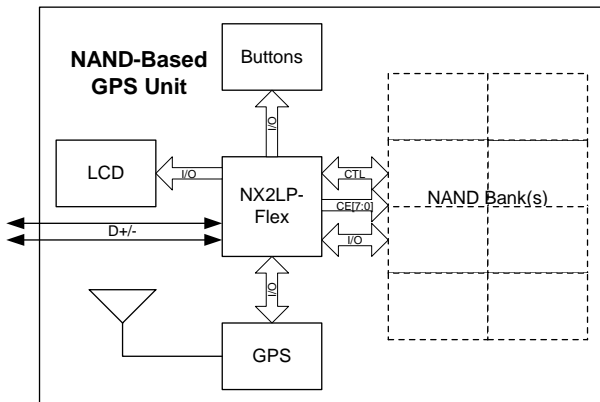 NAND-Based
GPS Unit
Buttons
I/O
LCD
I/O
NX2LP-
Flex
CTL
CE[7:0]
I/O
NAND Bank(s)
D+/-
I/O
GPS